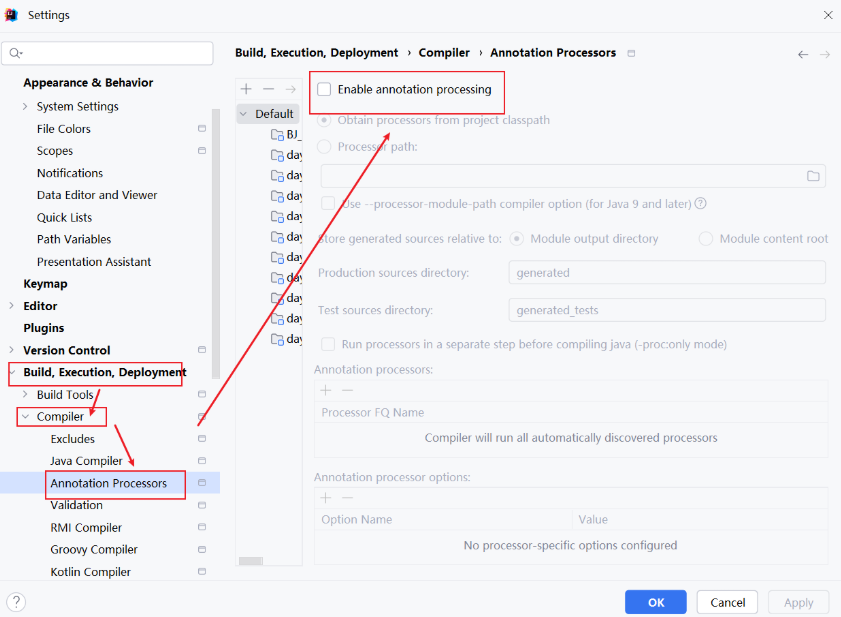 Settings
Appearance & Behavior
System Settings
File Colors
Scopes
Notifications
Data Editor and Viewer
Quick Lists
Path Variables
Presentation Assistant
Keymap
Editor
Plugins
Version Control
Build, Execution, Deployment
Build Tools
Compiler
Excludes
Java Compiler
Annotation Processors
Validation
RMI Compiler
Groovy Compiler
Kotlin Compiler
Build, Execution, Deployment › Compiler › Annotation Processors
Default
BJ_
day
day
day
day
day
day
day
day
day
day
Enable annotation processing
Obtain processors from project classpath
Processor path:
Use --processor-module-path compiler option (for Java 9 and later)
Store generated sources relative to: Module output directory Module content root
Production sources directory: generated
Test sources directory: generated_tests
Run processors in a separate step before compiling java (-proc:only mode)
Annotation processors:
Processor FQ Name
Compiler will run all automatically discovered processors
Annotation processor options:
Option Name Value
No processor-specific options configured
OK Cancel Apply